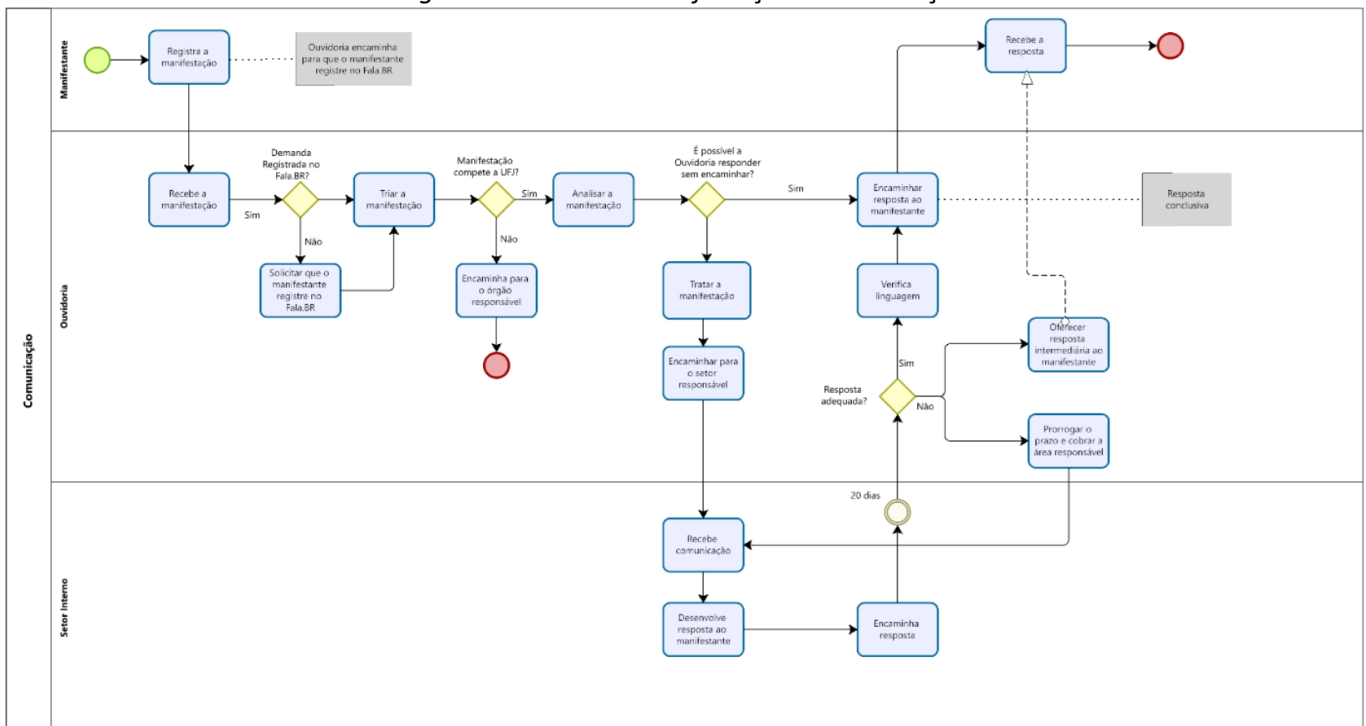 Comunicação
Manifestante
Registra a
manifestação
Ouvidoria encaminha
para que o manifestante
registre no Fala.BR
Recebe a
resposta
Ouvidoria
Recebe a
manifestação
Sim
Demanda
Registrada no
Fala.BR?
Não
Solicitar que o
manifestante
registre no
Fala.BR
Triar a
manifestação
Manifestação
compete a UFJ?
Sim
Não
Encaminha para
o órgão
responsável
Analisar a
manifestação
É possível a
Ouvidoria responder
sem encaminhar?
Sim
Tratar a
manifestação
Encaminhar para
o setor
responsável
Encaminhar
resposta ao
manifestante
Resposta
conclusiva
Verifica
linguagem
Sim
Resposta
adequada?
Não
Oferecer
resposta
intermediária ao
manifestante
Prorrogar o
prazo e cobrar a
área responsável
Setor Interno
20 dias
Recebe
comunicação
Desenvolve
resposta ao
manifestante
Encaminha
resposta